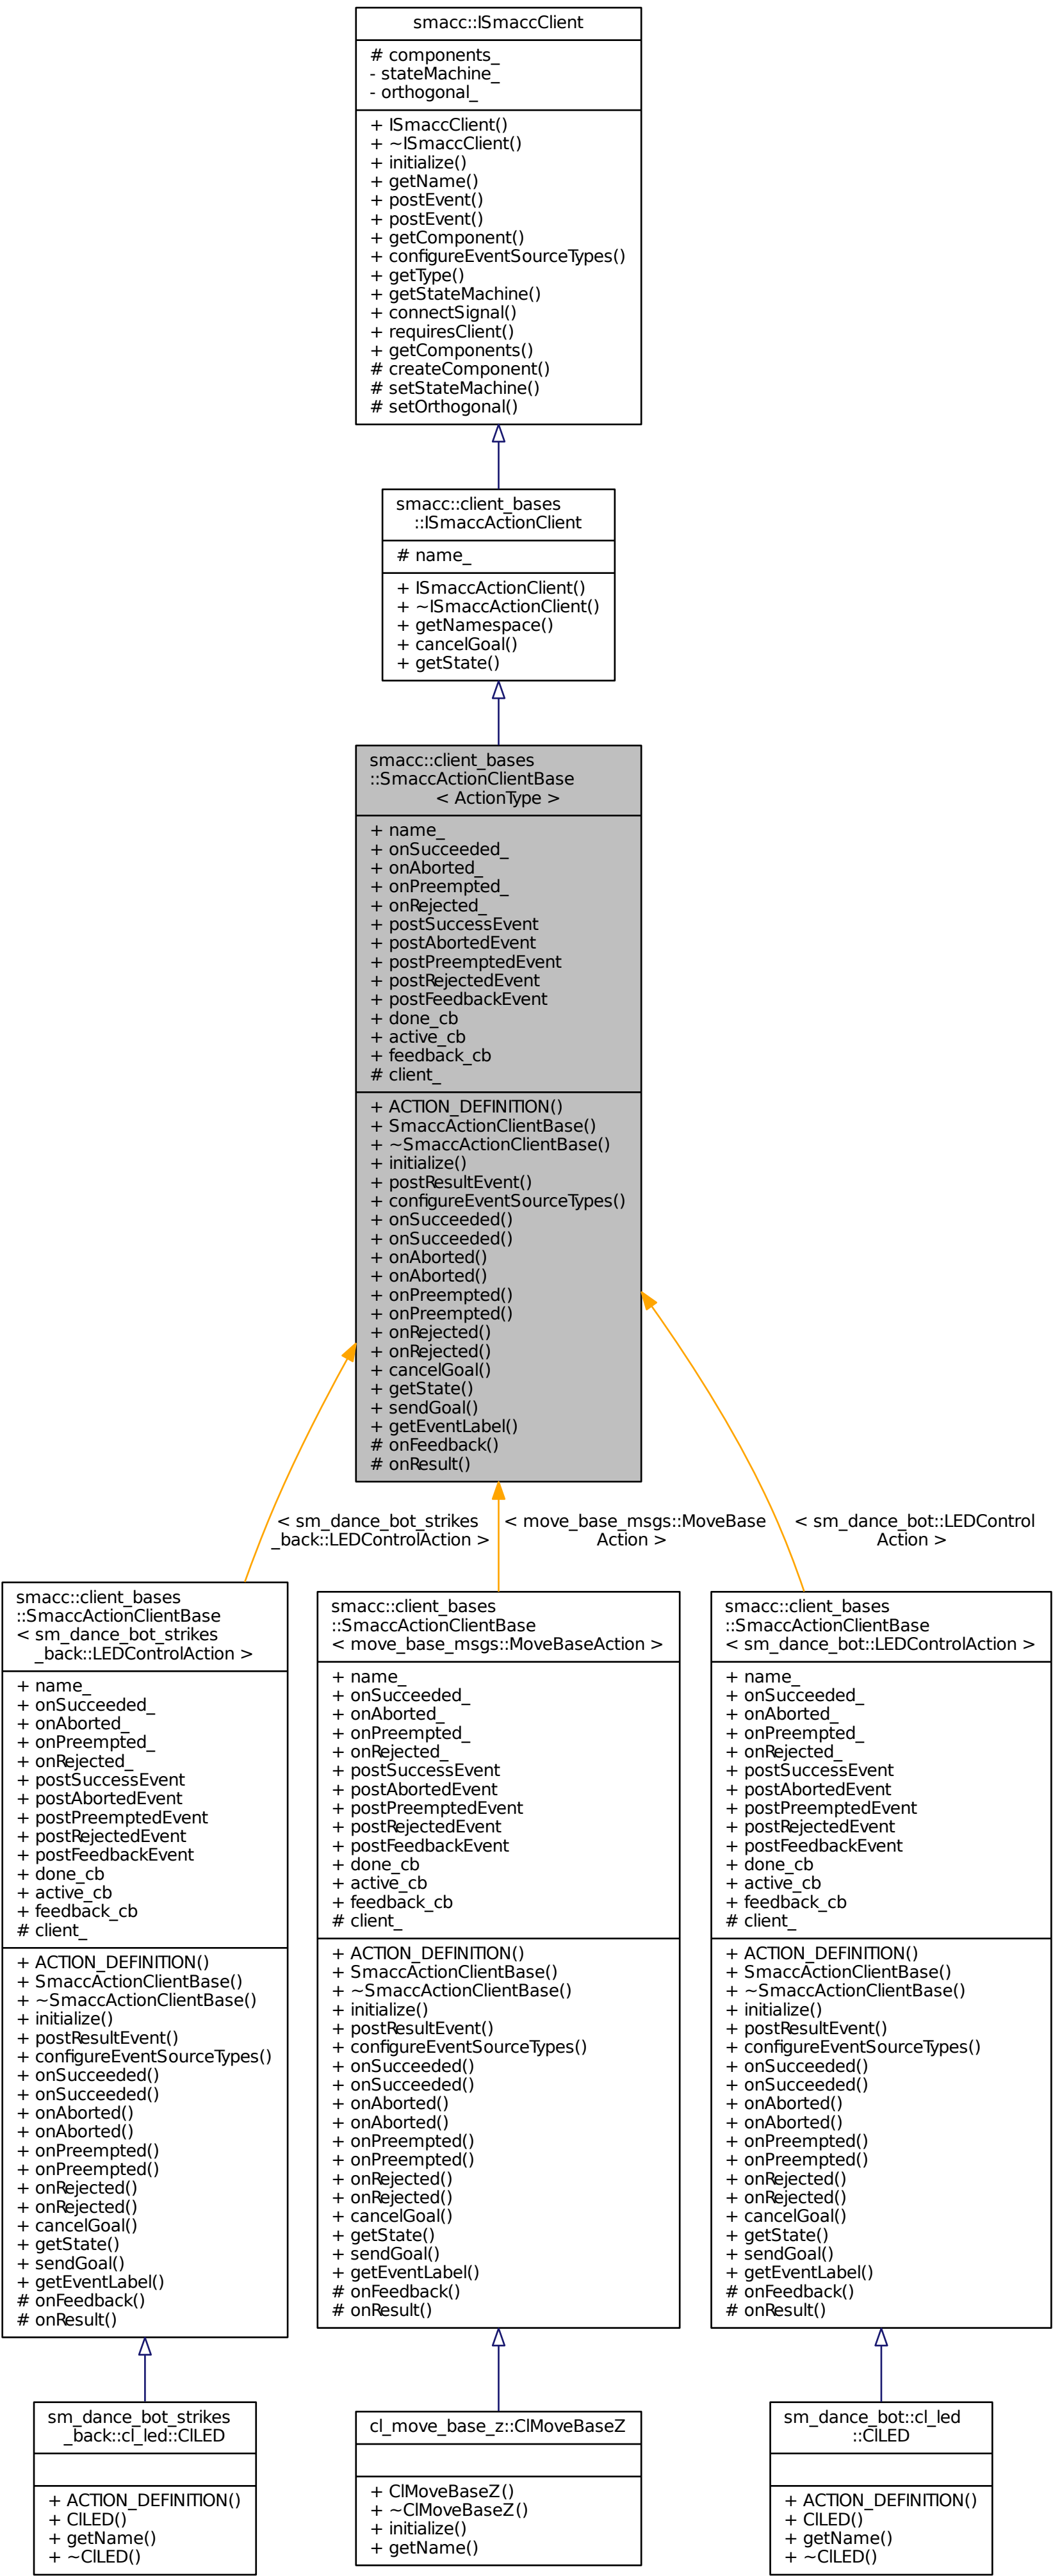 smacc::ISmaccClient
# components_
- stateMachine_
- orthogonal_
+ ISmaccClient()
+ ~ISmaccClient()
+ initialize()
+ getName()
+ postEvent()
+ postEvent()
+ getComponent()
+ configureEventSourceTypes()
+ getType()
+ getStateMachine()
+ connectSignal()
+ requiresClient()
+ getComponents()
# createComponent()
# setStateMachine()
# setOrthogonal()
smacc::client_bases
::ISmaccActionClient
# name_
+ ISmaccActionClient()
+ ~ISmaccActionClient()
+ getNamespace()
+ cancelGoal()
+ getState()
smacc::client_bases
::SmaccActionClientBase
< ActionType >
+ name_
+ onSucceeded_
+ onAborted_
+ onPreempted_
+ onRejected_
+ postSuccessEvent
+ postAbortedEvent
+ postPreemptedEvent
+ postRejectedEvent
+ postFeedbackEvent
+ done_cb
+ active_cb
+ feedback_cb
# client_
+ ACTION_DEFINITION()
+ SmaccActionClientBase()
+ ~SmaccActionClientBase()
+ initialize()
+ postResultEvent()
+ configureEventSourceTypes()
+ onSucceeded()
+ onSucceeded()
+ onAborted()
+ onAborted()
+ onPreempted()
+ onPreempted()
+ onRejected()
+ onRejected()
+ cancelGoal()
+ getState()
+ sendGoal()
+ getEventLabel()
# onFeedback()
# onResult()
< sm_dance_bot_strikes
_back::LEDControlAction >
< move_base_msgs::MoveBase
Action >
< sm_dance_bot::LEDControl
Action >
smacc::client_bases
::SmaccActionClientBase
< sm_dance_bot_strikes
_back::LEDControlAction >
+ name_
+ onSucceeded_
+ onAborted_
+ onPreempted_
+ onRejected_
+ postSuccessEvent
+ postAbortedEvent
+ postPreemptedEvent
+ postRejectedEvent
+ postFeedbackEvent
+ done_cb
+ active_cb
+ feedback_cb
# client_
+ ACTION_DEFINITION()
+ SmaccActionClientBase()
+ ~SmaccActionClientBase()
+ initialize()
+ postResultEvent()
+ configureEventSourceTypes()
+ onSucceeded()
+ onSucceeded()
+ onAborted()
+ onAborted()
+ onPreempted()
+ onPreempted()
+ onRejected()
+ onRejected()
+ cancelGoal()
+ getState()
+ sendGoal()
+ getEventLabel()
# onFeedback()
# onResult()
smacc::client_bases
::SmaccActionClientBase
< move_base_msgs::MoveBaseAction >
+ name_
+ onSucceeded_
+ onAborted_
+ onPreempted_
+ onRejected_
+ postSuccessEvent
+ postAbortedEvent
+ postPreemptedEvent
+ postRejectedEvent
+ postFeedbackEvent
+ done_cb
+ active_cb
+ feedback_cb
# client_
+ ACTION_DEFINITION()
+ SmaccActionClientBase()
+ ~SmaccActionClientBase()
+ initialize()
+ postResultEvent()
+ configureEventSourceTypes()
+ onSucceeded()
+ onSucceeded()
+ onAborted()
+ onAborted()
+ onPreempted()
+ onPreempted()
+ onRejected()
+ onRejected()
+ cancelGoal()
+ getState()
+ sendGoal()
+ getEventLabel()
# onFeedback()
# onResult()
smacc::client_bases
::SmaccActionClientBase
< sm_dance_bot::LEDControlAction >
+ name_
+ onSucceeded_
+ onAborted_
+ onPreempted_
+ onRejected_
+ postSuccessEvent
+ postAbortedEvent
+ postPreemptedEvent
+ postRejectedEvent
+ postFeedbackEvent
+ done_cb
+ active_cb
+ feedback_cb
# client_
+ ACTION_DEFINITION()
+ SmaccActionClientBase()
+ ~SmaccActionClientBase()
+ initialize()
+ postResultEvent()
+ configureEventSourceTypes()
+ onSucceeded()
+ onSucceeded()
+ onAborted()
+ onAborted()
+ onPreempted()
+ onPreempted()
+ onRejected()
+ onRejected()
+ cancelGoal()
+ getState()
+ sendGoal()
+ getEventLabel()
# onFeedback()
# onResult()
sm_dance_bot_strikes
_back::cl_led::ClLED
+ ACTION_DEFINITION()
+ ClLED()
+ getName()
+ ~ClLED()
cl_move_base_z::ClMoveBaseZ
+ ClMoveBaseZ()
+ ~ClMoveBaseZ()
+ initialize()
+ getName()
sm_dance_bot::cl_led
::ClLED
+ ACTION_DEFINITION()
+ ClLED()
+ getName()
+ ~ClLED()